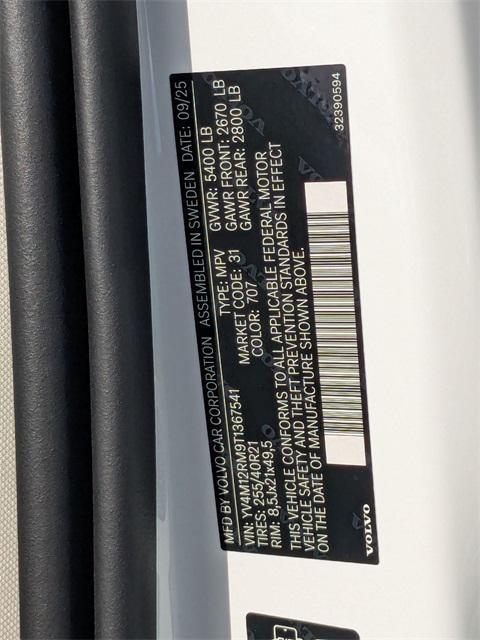 MFD BY VOLVO CAR CORPORATION ASSEMBLED IN SWEDEN DATE: 09/25
GVWR: 5400 LB
VIN: YV4M12RM9T1367541 TYPE: MPV GAWR FRONT: 2670 LB
TIRES: 255/40R21 MARKET CODE: 31 GAWR REAR: 2800 LB
RIM: 8,5Jx21x49,5 COLOR: 707
THIS VEHICLE CONFORMS TO ALL APPLICABLE FEDERAL MOTOR
VEHICLE SAFETY AND THEFT PREVENTION STANDARDS IN EFFECT
ON THE DATE OF MANUFACTURE SHOWN ABOVE.
32390594
VOLVO